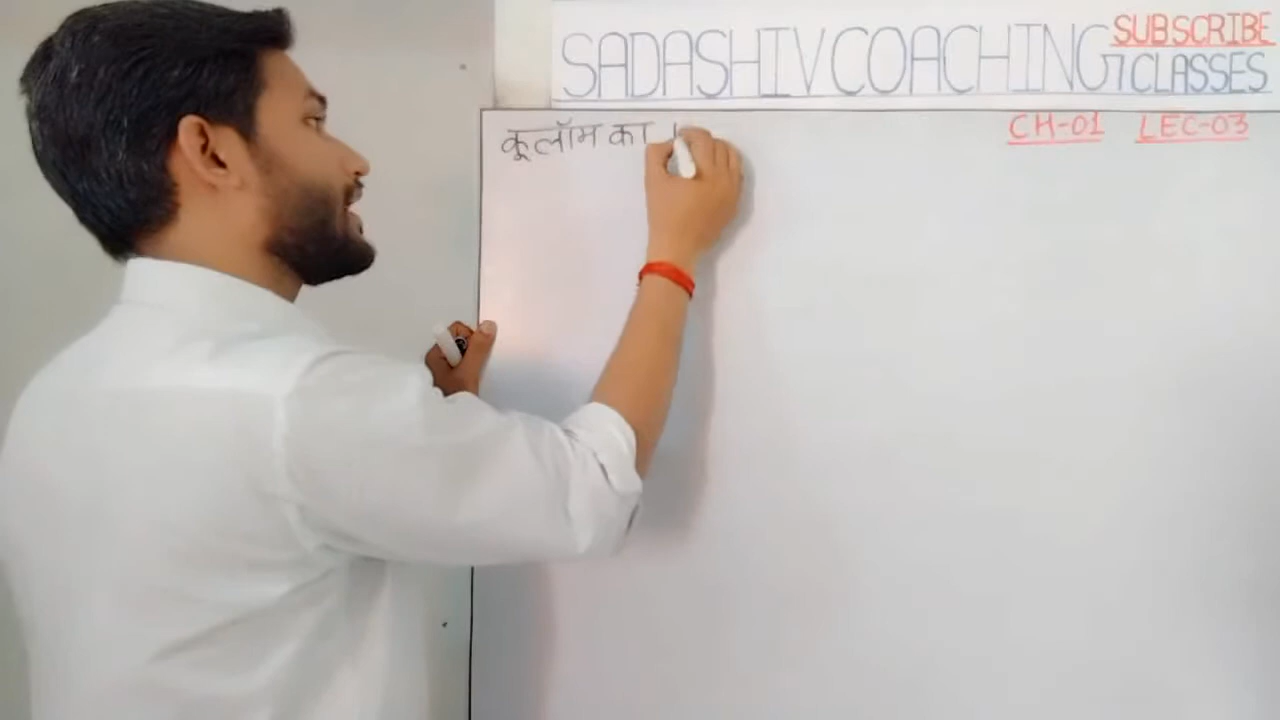 SADASHIV COACHING CLASSES
SUBSCRIBE
CH-01 LEC-03
कूलॉम का